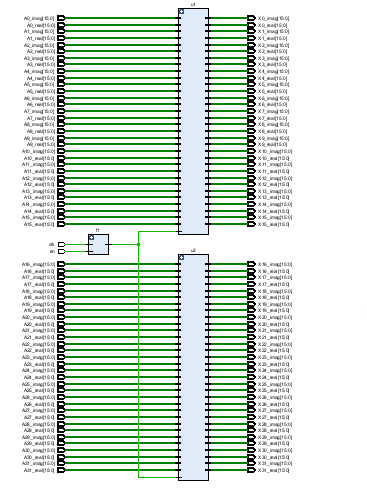 u1
A0_imag[15:0] X0_imag[15:0]
A0_real[15:0] X0_real[15:0]
A1_imag[15:0] X1_imag[15:0]
A1_real[15:0] X1_real[15:0]
A2_imag[15:0] X2_imag[15:0]
A2_real[15:0] X2_real[15:0]
A3_imag[15:0] X3_imag[15:0]
A3_real[15:0] X3_real[15:0]
A4_imag[15:0] X4_imag[15:0]
A4_real[15:0] X4_real[15:0]
A5_imag[15:0] X5_imag[15:0]
A5_real[15:0] X5_real[15:0]
A6_imag[15:0] X6_imag[15:0]
A6_real[15:0] X6_real[15:0]
A7_imag[15:0] X7_imag[15:0]
A7_real[15:0] X7_real[15:0]
A8_imag[15:0] X8_imag[15:0]
A8_real[15:0] X8_real[15:0]
A9_imag[15:0] X9_imag[15:0]
A9_real[15:0] X9_real[15:0]
A10_imag[15:0] X10_imag[15:0]
A10_real[15:0] X10_real[15:0]
A11_imag[15:0] X11_imag[15:0]
A11_real[15:0] X11_real[15:0]
A12_imag[15:0] X12_imag[15:0]
A12_real[15:0] X12_real[15:0]
A13_imag[15:0] X13_imag[15:0]
A13_real[15:0] X13_real[15:0]
A14_imag[15:0] X14_imag[15:0]
A14_real[15:0] X14_real[15:0]
A15_imag[15:0] X15_imag[15:0]
A15_real[15:0] X15_real[15:0]
clk
en
u2
A16_imag[15:0] X16_imag[15:0]
A16_real[15:0] X16_real[15:0]
A17_imag[15:0] X17_imag[15:0]
A17_real[15:0] X17_real[15:0]
A18_imag[15:0] X18_imag[15:0]
A18_real[15:0] X18_real[15:0]
A19_imag[15:0] X19_imag[15:0]
A19_real[15:0] X19_real[15:0]
A20_imag[15:0] X20_imag[15:0]
A20_real[15:0] X20_real[15:0]
A21_imag[15:0] X21_imag[15:0]
A21_real[15:0] X21_real[15:0]
A22_imag[15:0] X22_imag[15:0]
A22_real[15:0] X22_real[15:0]
A23_imag[15:0] X23_imag[15:0]
A23_real[15:0] X23_real[15:0]
A24_imag[15:0] X24_imag[15:0]
A24_real[15:0] X24_real[15:0]
A25_imag[15:0] X25_imag[15:0]
A25_real[15:0] X25_real[15:0]
A26_imag[15:0] X26_imag[15:0]
A26_real[15:0] X26_real[15:0]
A27_imag[15:0] X27_imag[15:0]
A27_real[15:0] X27_real[15:0]
A28_imag[15:0] X28_imag[15:0]
A28_real[15:0] X28_real[15:0]
A29_imag[15:0] X29_imag[15:0]
A29_real[15:0] X29_real[15:0]
A30_imag[15:0] X30_imag[15:0]
A30_real[15:0] X30_real[15:0]
A31_imag[15:0] X31_imag[15:0]
A31_real[15:0] X31_real[15:0]